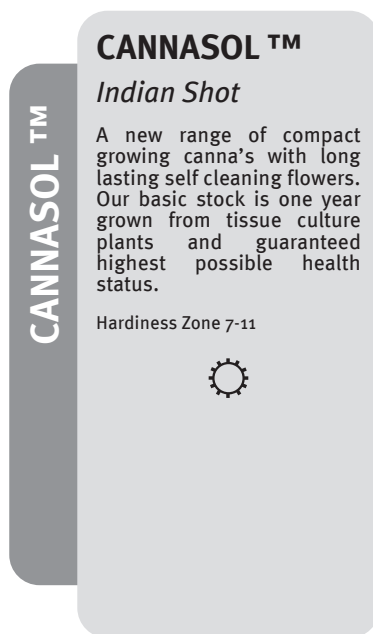 CANNASOL ™
CANNASOL ™
Indian Shot
A new range of compact
growing canna's with long
lasting self cleaning flowers.
Our basic stock is one year
grown from tissue culture
plants and guaranteed
highest possible health
status.
Hardiness Zone 7-11